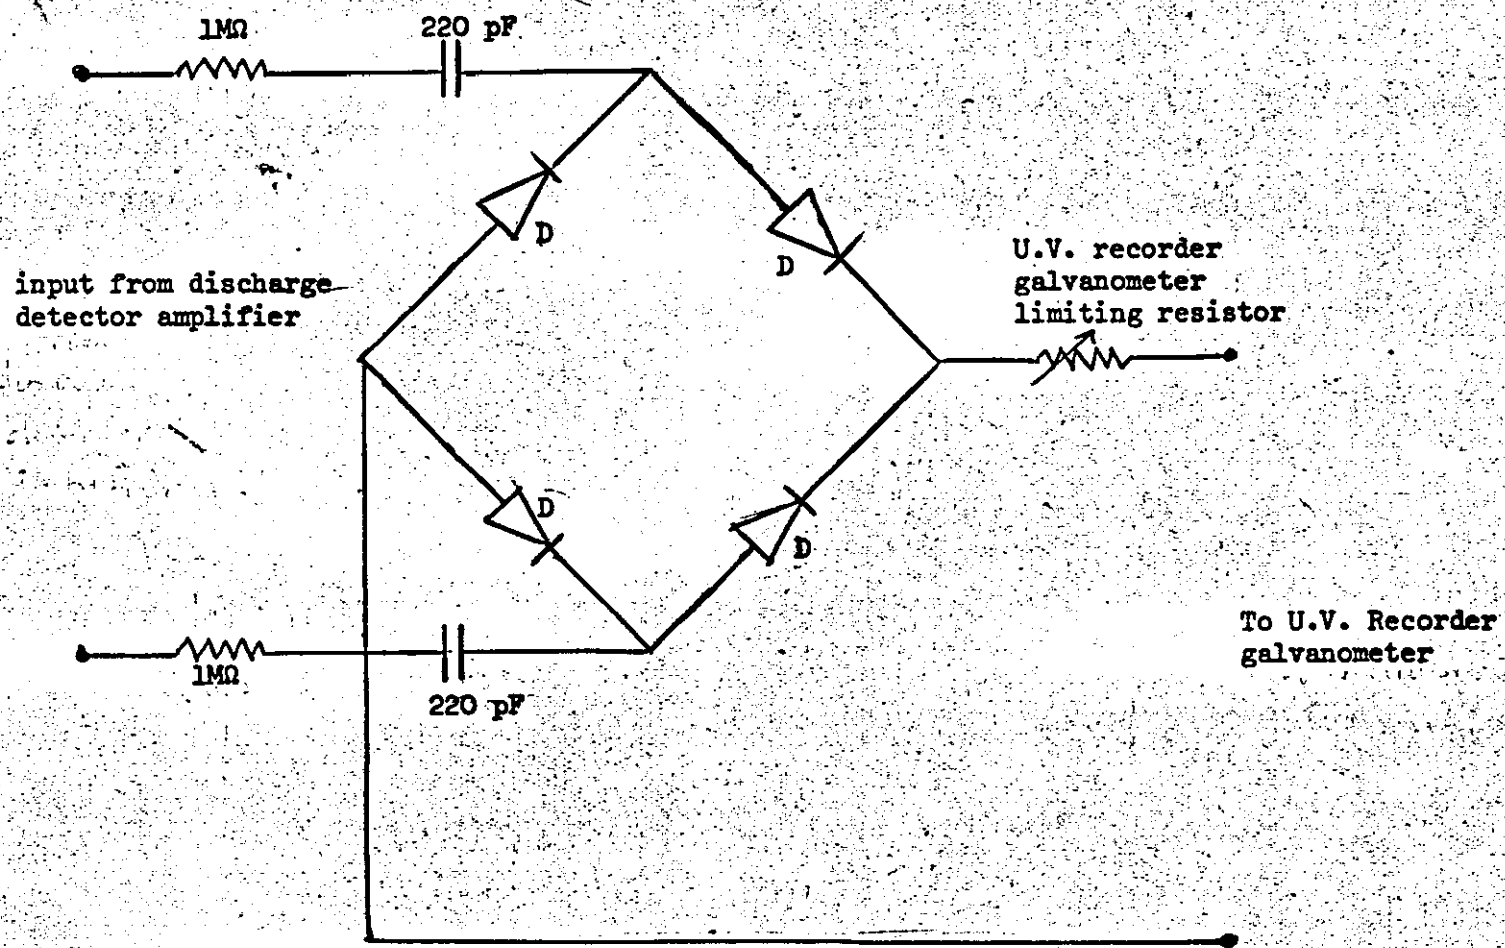 1MΩ
220 pF
D
D
input from discharge
detector amplifier
U.V. recorder
galvanometer
limiting resistor
D
D
1MΩ
220 pF
To U.V. Recorder
galvanometer